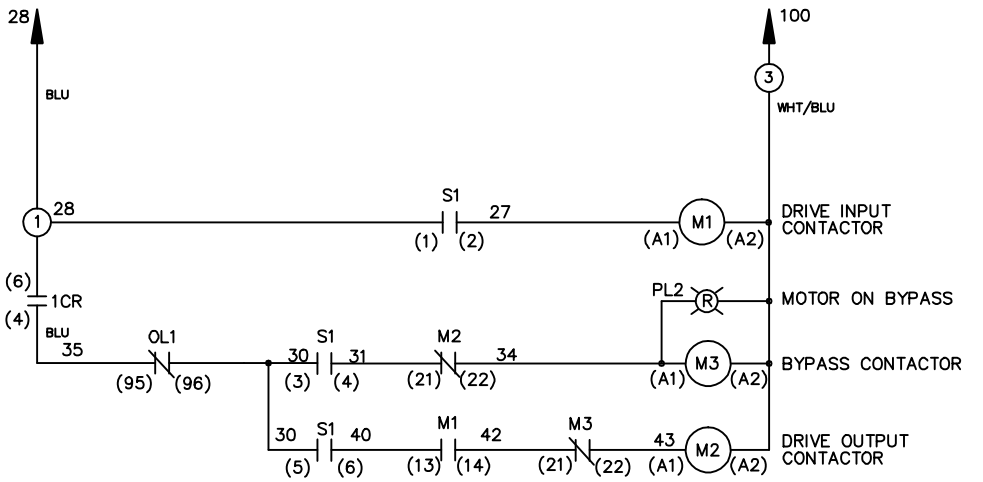 28
100
BLU
3
WHT/BLU
1
28
S1
27
M1
DRIVE INPUT
CONTACTOR
(1)
(2)
(A1)
(A2)
(6)
1CR
(4)
PL2
R
MOTOR ON BYPASS
BLU
35
OL1
(95)
(96)
30
S1
31
(3)
(4)
M2
(21)
(22)
34
M3
(A1)
(A2)
BYPASS CONTACTOR
30
S1
40
(5)
(6)
M1
(13)
(14)
42
M3
(21)
(22)
43
M2
(A1)
(A2)
DRIVE OUTPUT
CONTACTOR